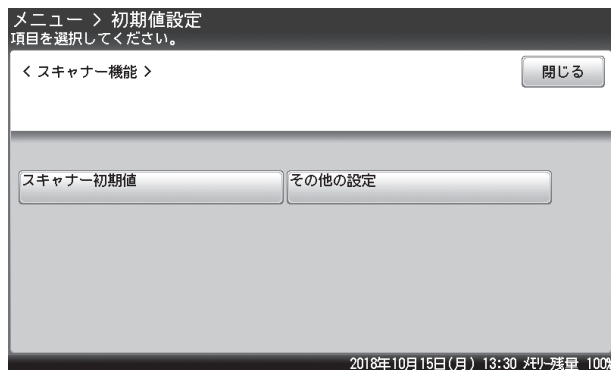 メニュー > 初期値設定
項目を選択してください。
< スキャナー機能 >
閉じる
スキャナー初期値
その他の設定
2018年10月15日(月) 13:30 メモリー残量 100%